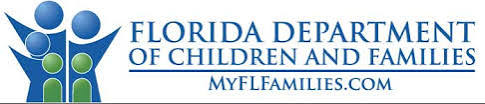 FLORIDA DEPARTMENT
OF CHILDREN AND FAMILIES
MYFLFAMILIES.COM